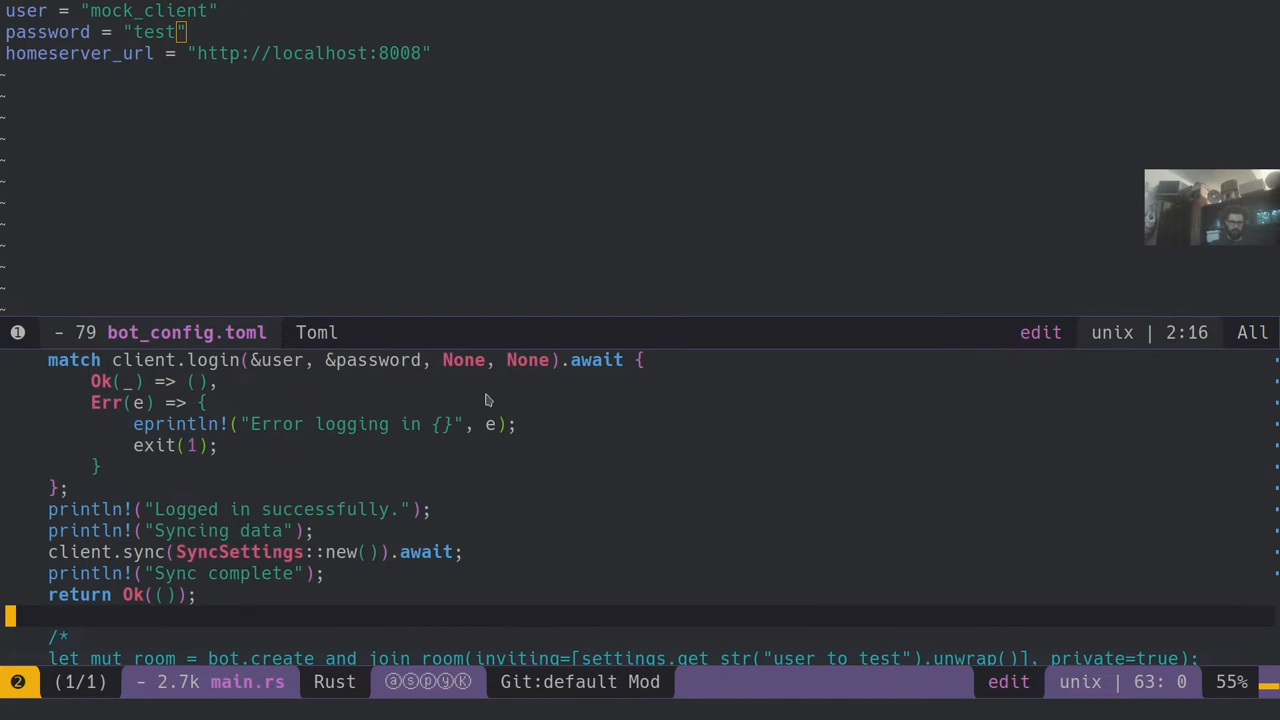 user = "mock_client"
password = "test"
homeserver_url = "http://localhost:8008"
~
~
~
~
~
~
~
~
~
~
~
~
❶ - 79 bot_config.toml Toml edit unix | 2:16 All
match client.login(&user, &password, None, None).await {
Ok(_) => (),
Err(e) => {
eprintln!("Error logging in {}", e);
exit(1);
}
};
println!("Logged in successfully.");
println!("Syncing data");
client.sync(SyncSettings::new()).await;
println!("Sync complete");
return Ok(());
/*
let mut room = bot.create_and_join_room(inviting=[settings.get_str("user_to_test").unwrap()], private=true);
❷ (1/1) - 2.7k main.rs Rust ⓐⓢⓟⓨⓀ Git:default Mod edit unix | 63: 0 55%